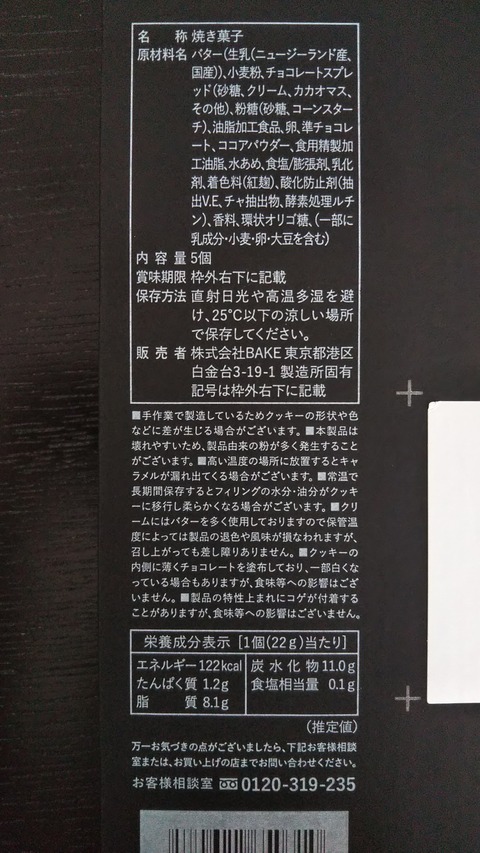 名称 焼き菓子
原材料名 バター(生乳(ニュージーランド産、
国産))、小麦粉、チョコレートスプレ
ッド(砂糖、クリーム、カカオマス、
その他)、粉糖(砂糖、コーンスター
チ)、油脂加工食品、卵、準チョコレ
ート、ココアパウダー、食用精製加
工油脂、水あめ、食塩/膨張剤、乳化
剤、着色料(紅麹)、酸化防止剤(抽
出V.E、チャ抽出物、酵素処理ルチ
ン)、香料、環状オリゴ糖、(一部に
乳成分・小麦・卵・大豆を含む)
内容量 5個
賞味期限 枠外右下に記載
保存方法 直射日光や高温多湿を避
け、25℃以下の涼しい場所
で保存してください。
販売者 株式会社BAKE 東京都港区
白金台3-19-1 製造所固有
記号は枠外右下に記載
■手作業で製造しているためクッキーの形状や色
などに差が生じる場合がございます。■本製品は
壊れやすいため、製品由来の粉が多く発生すること
がございます。■高い温度の場所に放置するとキャ
ラメルが漏れ出てくる場合がございます。■常温で
長期間保存するとフィリングの水分・油分がクッキ
ーに移行し柔らかくなる場合がございます。■クリ
ームにはバターを多く使用しておりますので保管温
度によっては製品の退色や風味が損なわれますが、
召し上がっても差し障りありません。■クッキーの
内側に薄くチョコレートを塗布しており、一部白くな
っている場合もありますが、食味等への影響はござ
いません。■製品の特性上まれにコゲが付着する
ことがありますが、食味等への影響はございません。
栄養成分表示 [1個(22g)当たり]
エネルギー 122kcal 炭水化物 11.0g
たんぱく質 1.2g 食塩相当量 0.1g
脂質 8.1g
(推定値)
万一お気づきの点がございましたら、下記お客様相談
室または、お買い上げの店までお問い合わせください。
お客様相談室 0120-319-235